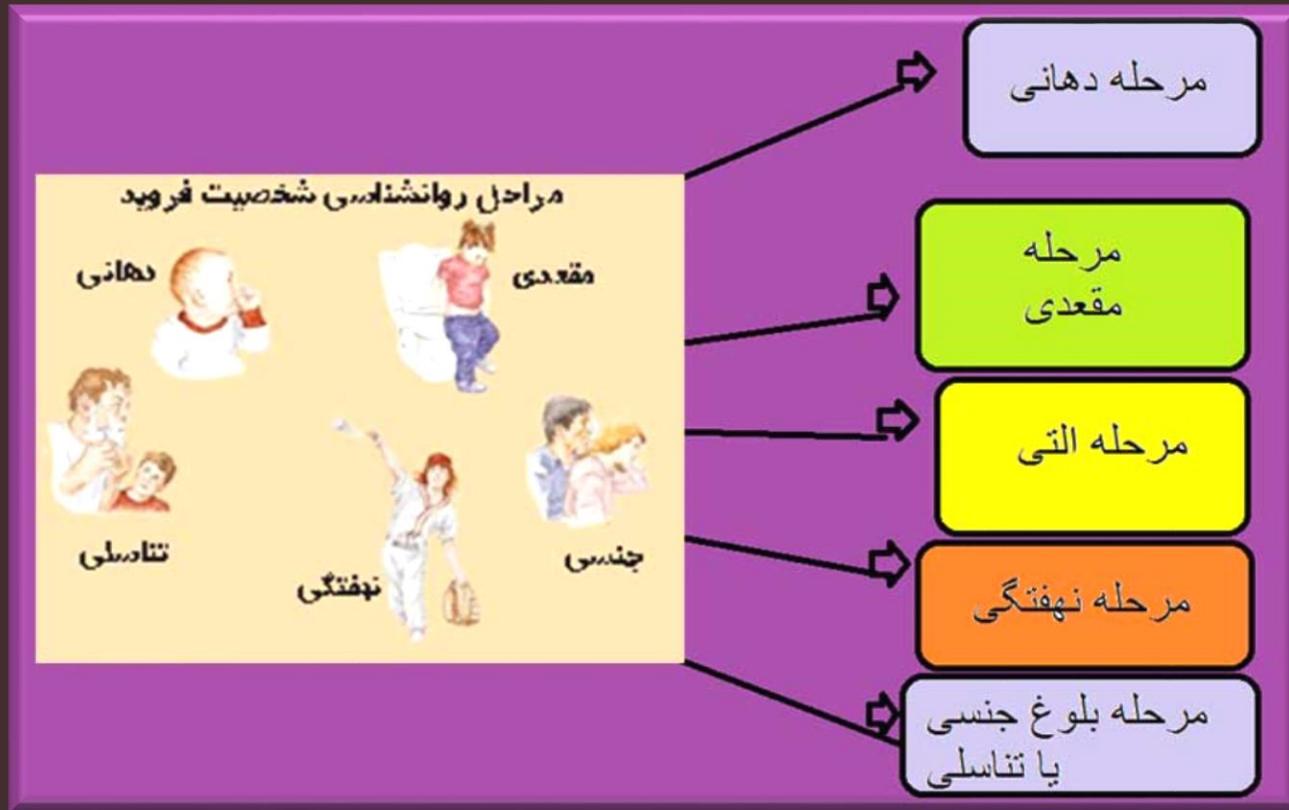 مرحله دهانی
مراحل روانشناسی شخصیت فروید
مقعدی
دهانی
مرحله
مقعدی
مرحله التی
جنسی
تناسلی
نهفتگی
مرحله نهفتگی
مرحله بلوغ جنسی
یا تناسلی